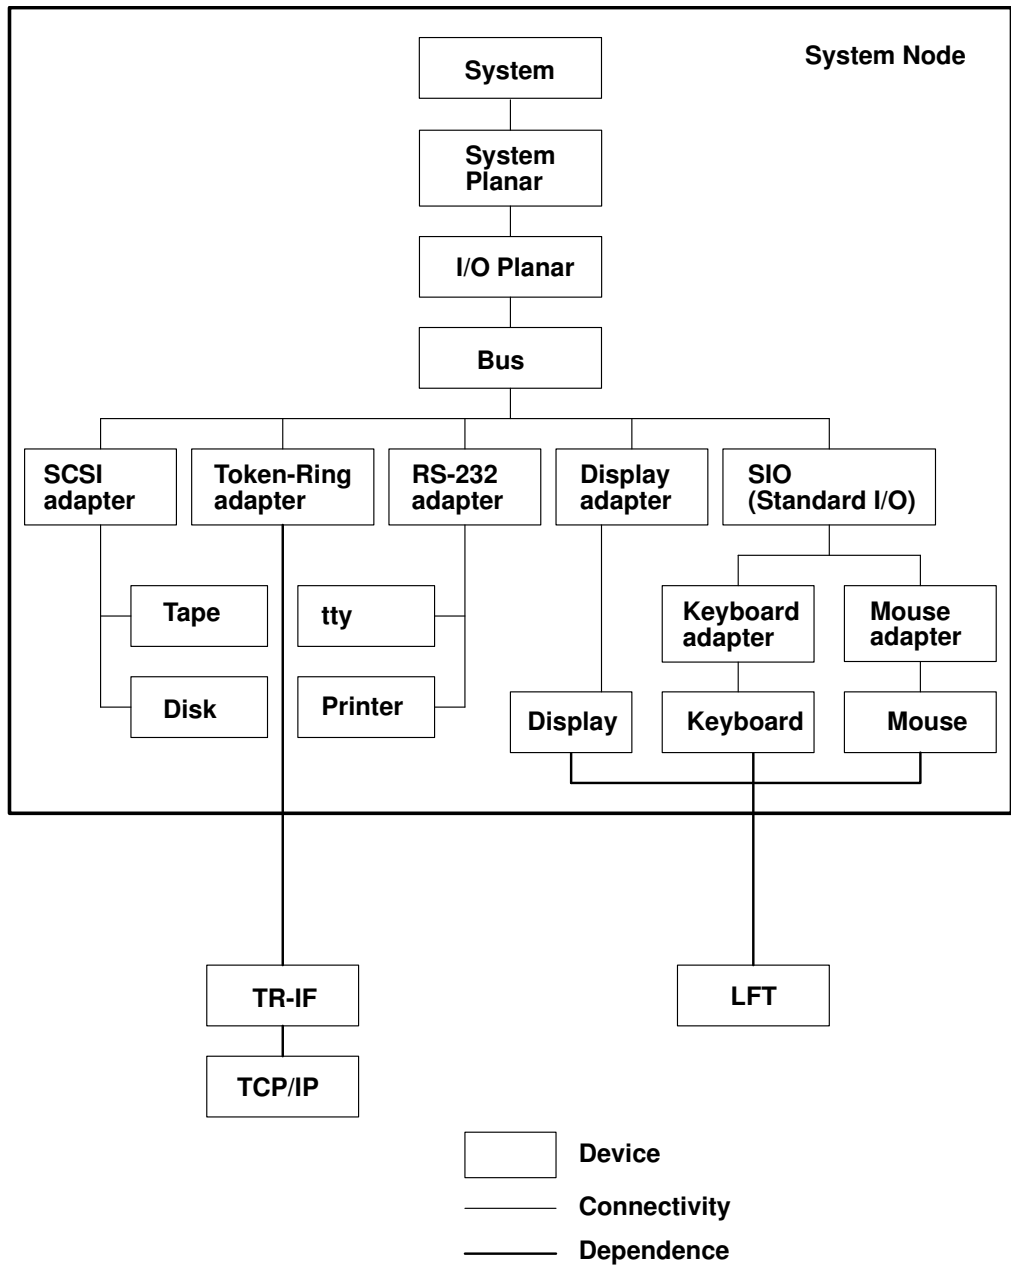 System Node
System
System
Planar
I/O Planar
Bus
SCSI
adapter
Token-Ring
adapter
RS-232
adapter
Display
adapter
SIO
(Standard I/O)
Tape
tty
Keyboard
adapter
Mouse
adapter
Disk
Printer
Display
Keyboard
Mouse
TR-IF
LFT
TCP/IP
Device
Connectivity
Dependence